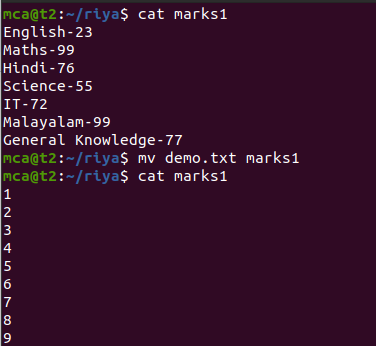 mca@t2:~/riya$ cat marks1
English-23
Maths-99
Hindi-76
Science-55
IT-72
Malayalam-99
General Knowledge-77
mca@t2:~/riya$ mv demo.txt marks1
mca@t2:~/riya$ cat marks1
1
2
3
4
5
6
7
8
9